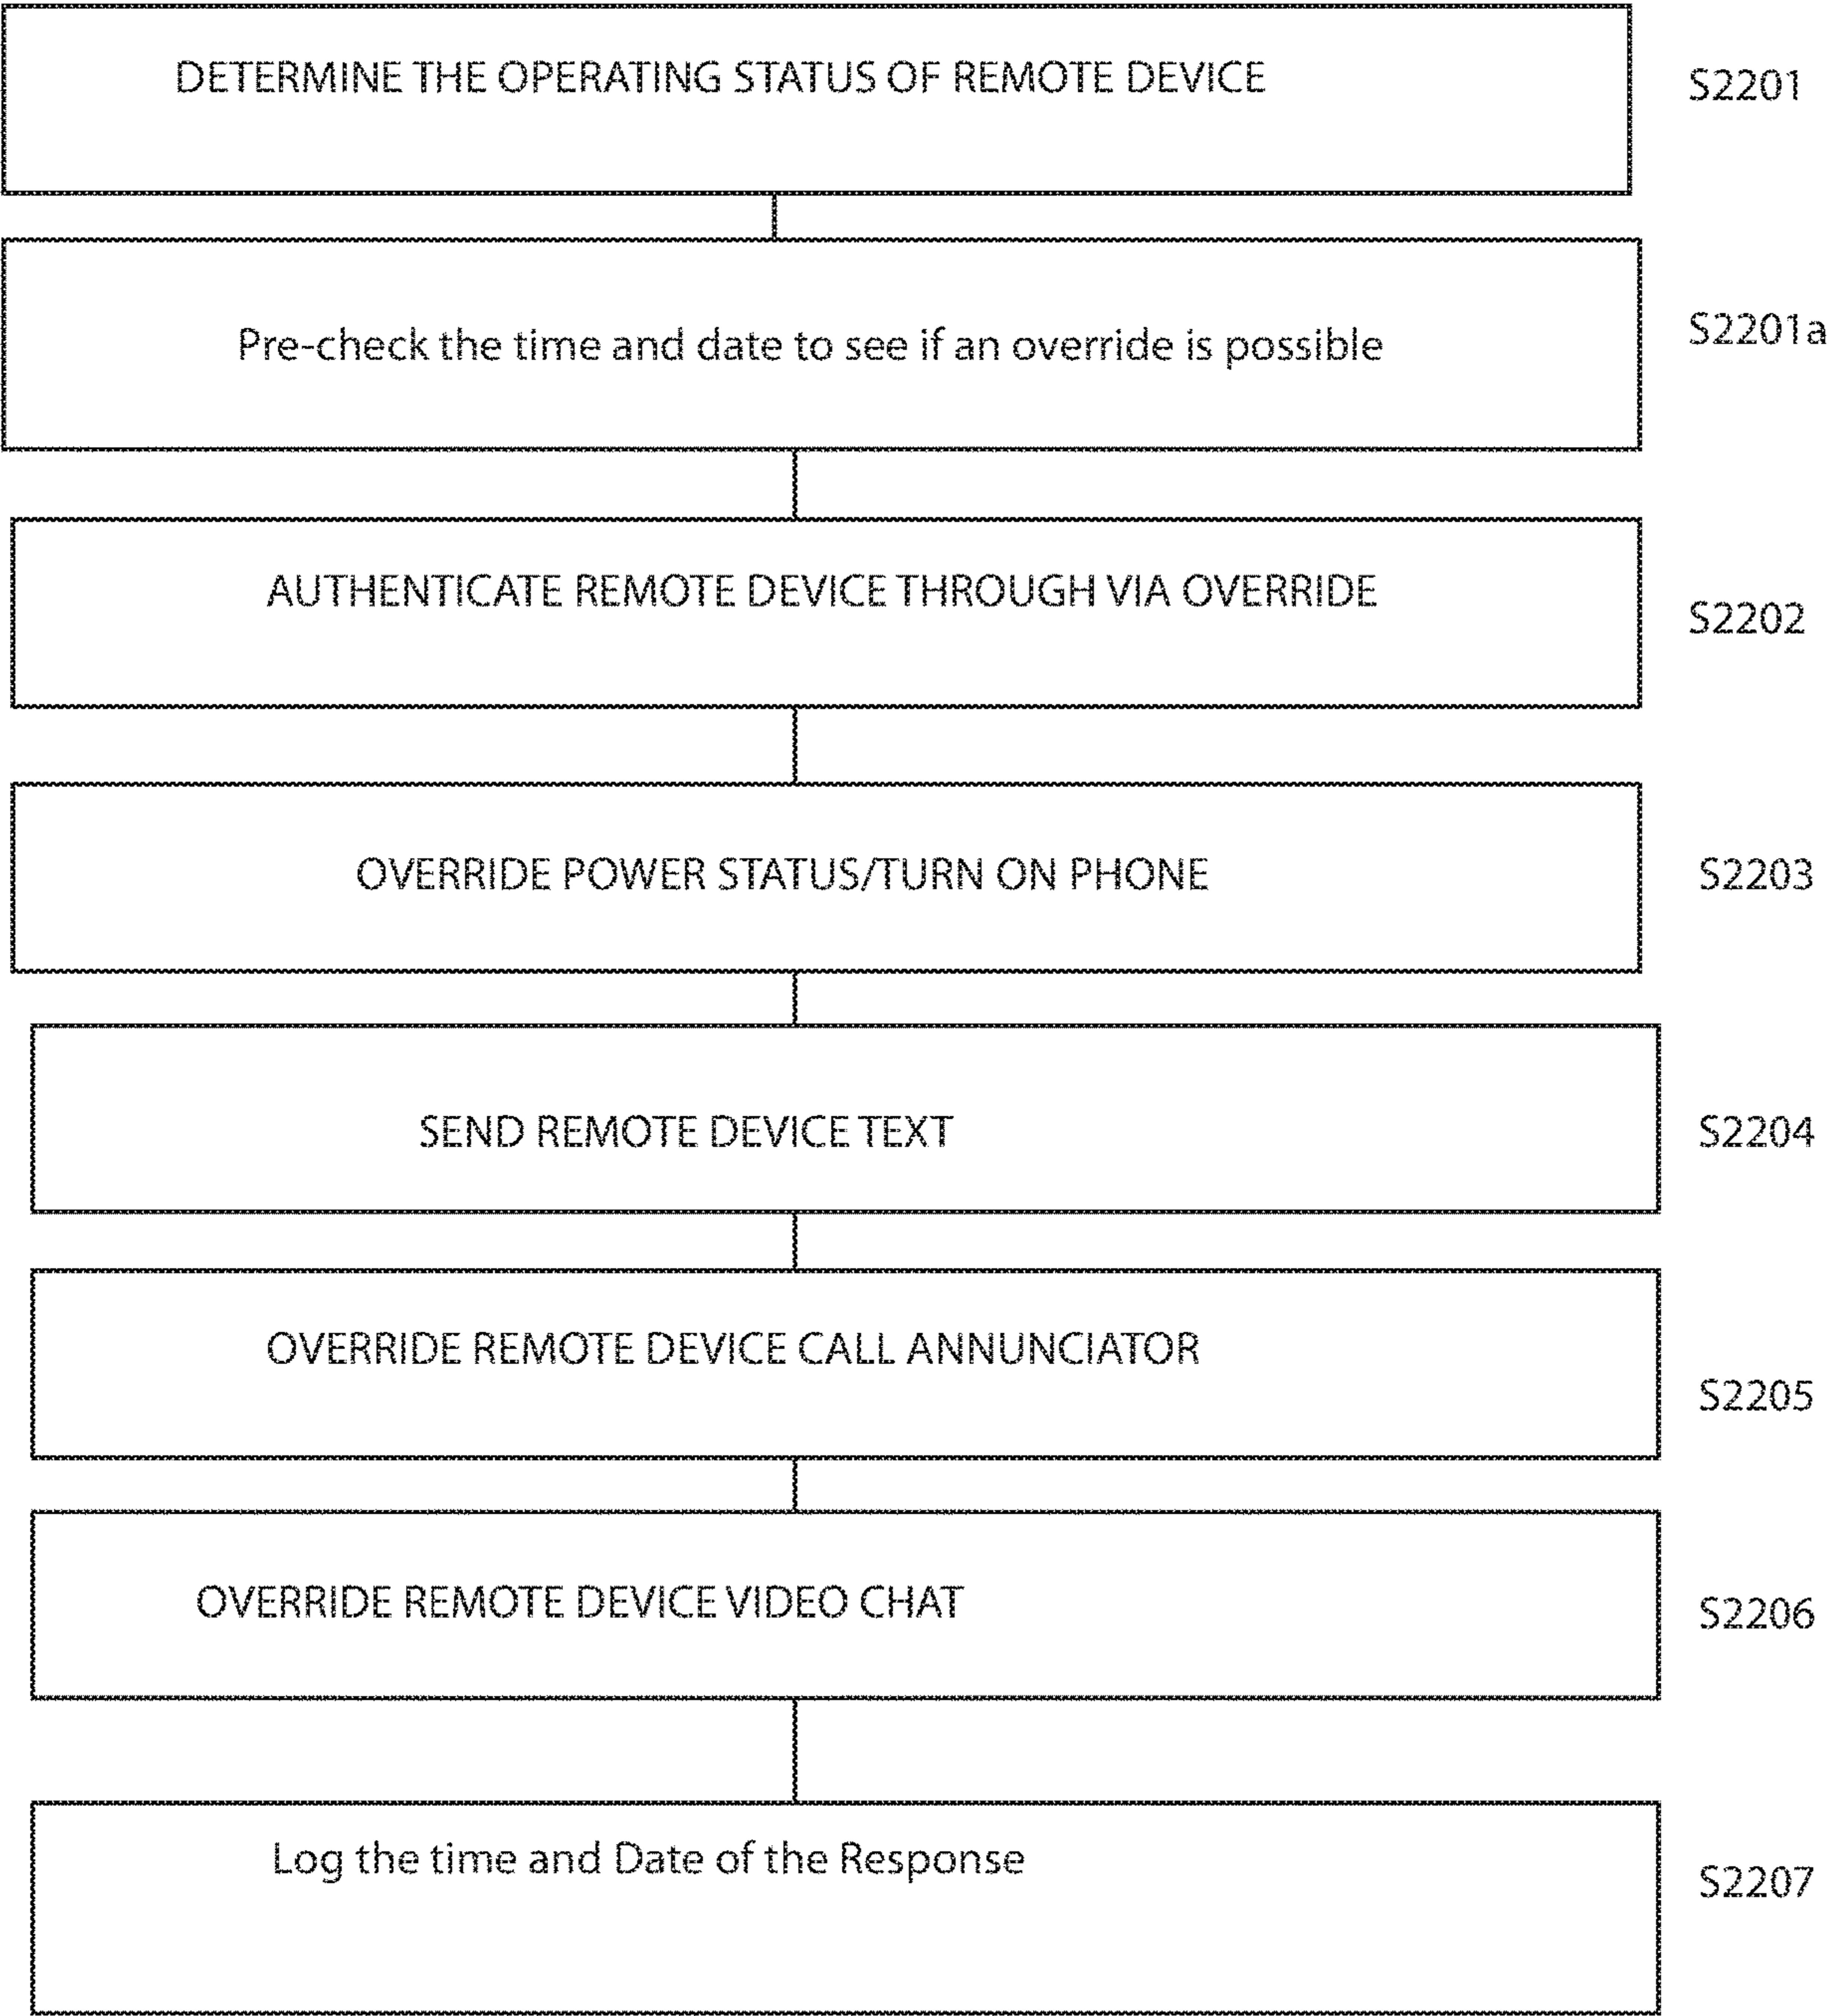 DETERMINE THE OPERATING STATUS OF REMOTE DEVICE
S2201
Pre-check the time and date to see if an override is possible
S2201a
AUTHENTICATE REMOTE DEVICE THROUGH VIA OVERRIDE
S2202
OVERRIDE POWER STATUS/TURN ON PHONE
S2203
SEND REMOTE DEVICE TEXT
S2204
OVERRIDE REMOTE DEVICE CALL ANNUNCIATOR
S2205
OVERRIDE REMOTE DEVICE VIDEO CHAT
S2206
Log the time and Date of the Response
S2207